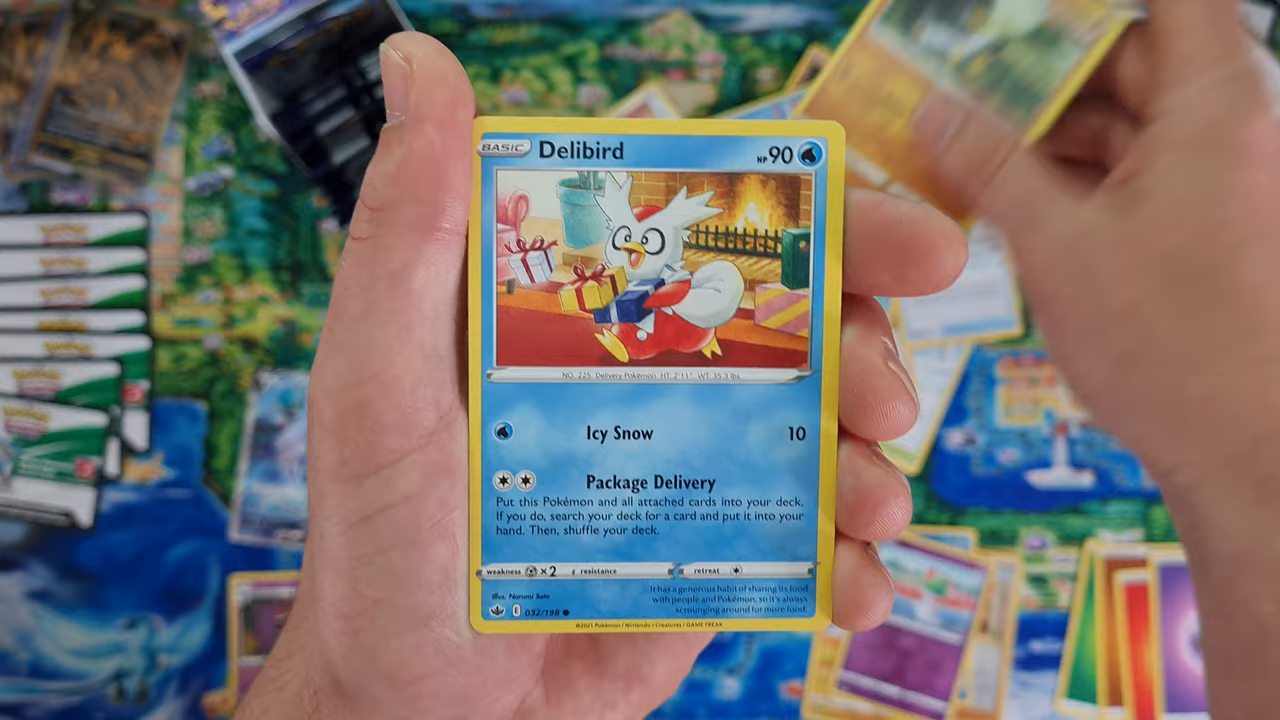 BASIC Delibird HP 90
NO. 225 Delivery Pokémon HT: 2'11" WT: 35.3 lbs.
Icy Snow 10
Package Delivery
Put this Pokémon and all attached cards into your deck.
If you do, search your deck for a card and put it into your
hand. Then, shuffle your deck.
weakness ×2 resistance retreat
Illus. Narumi Sato
It has a generous habit of sharing its food
with people and Pokémon, so it's always
scrounging around for more food.
E 032/198
©2021 Pokémon / Nintendo / Creatures / GAME FREAK